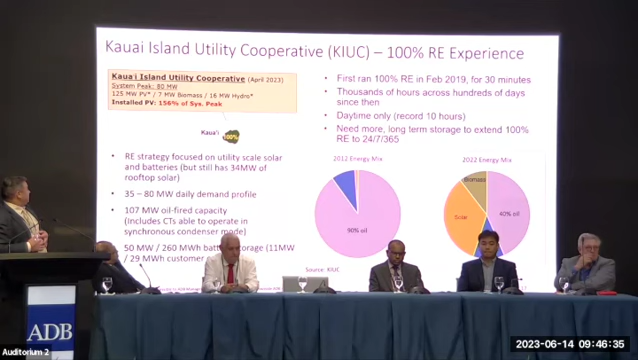 Kauai Island Utility Cooperative (KIUC) – 100% RE Experience
Kaua'i Island Utility Cooperative (April 2023)
System Peak: 80 MW
125 MW PV* / 7 MW Biomass / 16 MW Hydro*
Installed PV: 156% of Sys. Peak
Kaua'i
100%
• RE strategy focused on utility scale solar
and batteries (but still has 34MW of
rooftop solar)
• 35 – 80 MW daily demand profile
• 107 MW oil-fired capacity
(Includes CTs able to operate in
synchronous condenser mode)
50 MW / 260 MWh storage (11MW
/ 29 MWh customer
• First ran 100% RE in Feb 2019, for 30 minutes
• Thousands of hours across hundreds of days
since then
• Daytime only (record 10 hours)
• Need more, long term storage to extend 100%
RE to 24/7/365
2012 Energy Mix
90% oil
2022 Energy Mix
Biomass
Solar
40% oil
Source: KIUC
ADB
Auditorium 2
2023-06-14 09:46:35